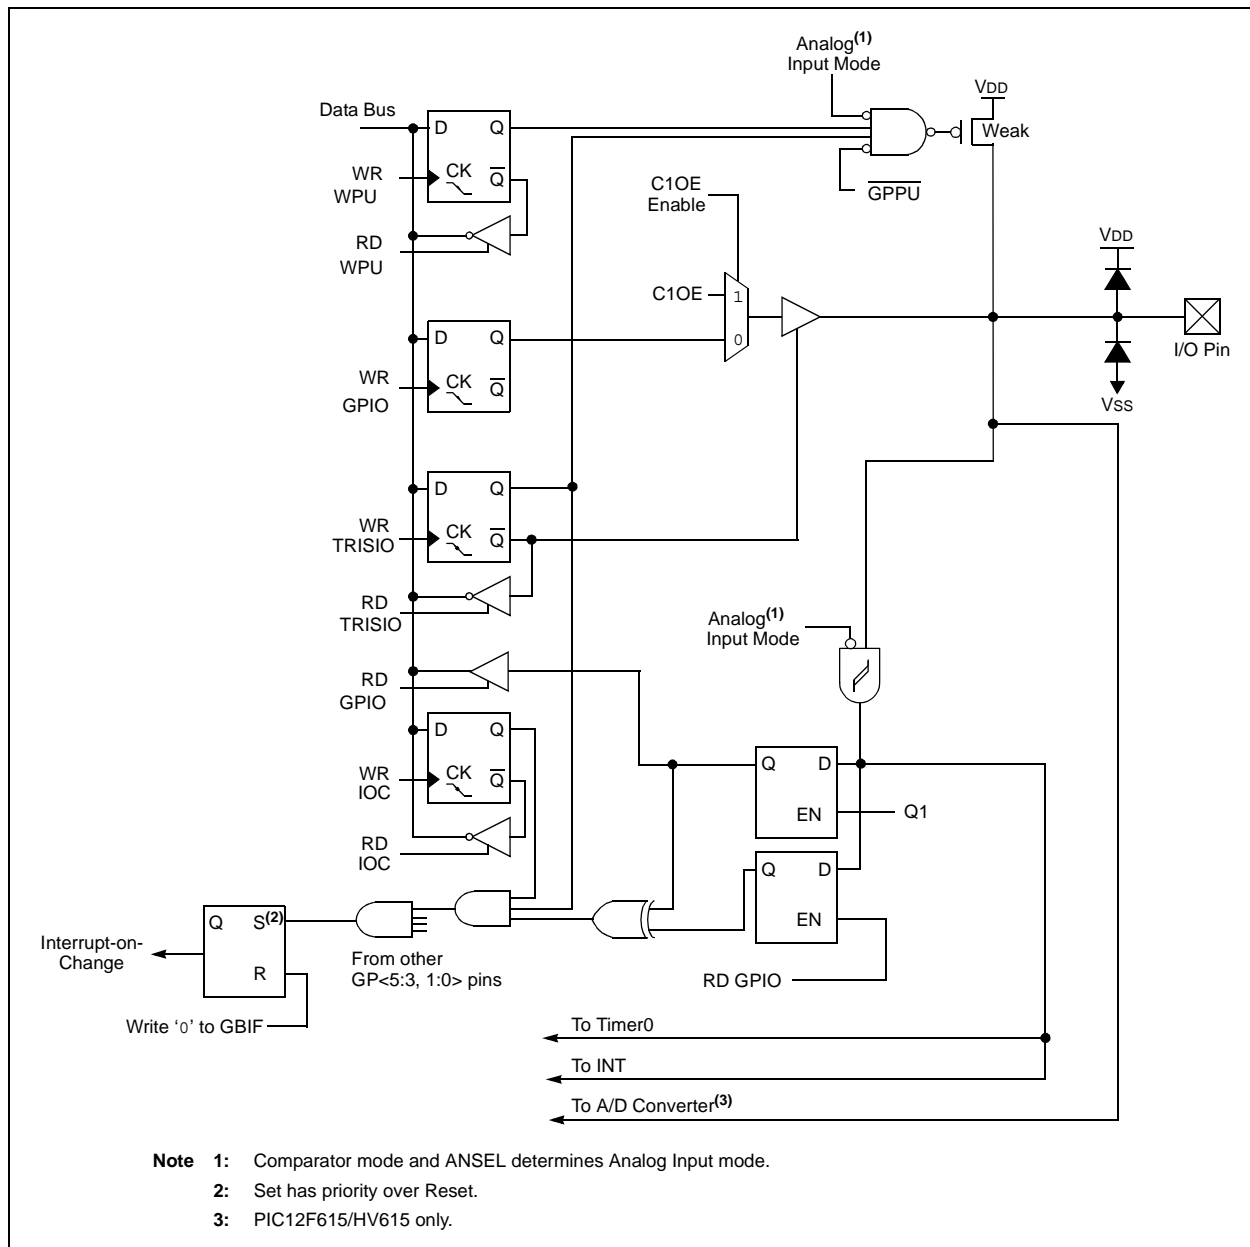 Analog(1)
Input Mode
VDD
Data Bus
D Q
Weak
WR
WPU
CK Q
C1OE
Enable
GPPU
RD
WPU
VDD
C1OE
1
D Q
0
I/O Pin
WR
GPIO
CK Q
VSS
D Q
WR
TRISIO
CK Q
RD
TRISIO
Analog(1)
Input Mode
RD
GPIO
D Q
Q D
WR
IOC
CK Q
EN
Q1
RD
IOC
Q D
EN
Q S(2)
R
Interrupt-on-
Change
From other
GP<5:3, 1:0> pins
RD GPIO
Write '0' to GBIF
To Timer0
To INT
To A/D Converter(3)
Note 1: Comparator mode and ANSEL determines Analog Input mode.
2: Set has priority over Reset.
3: PIC12F615/HV615 only.